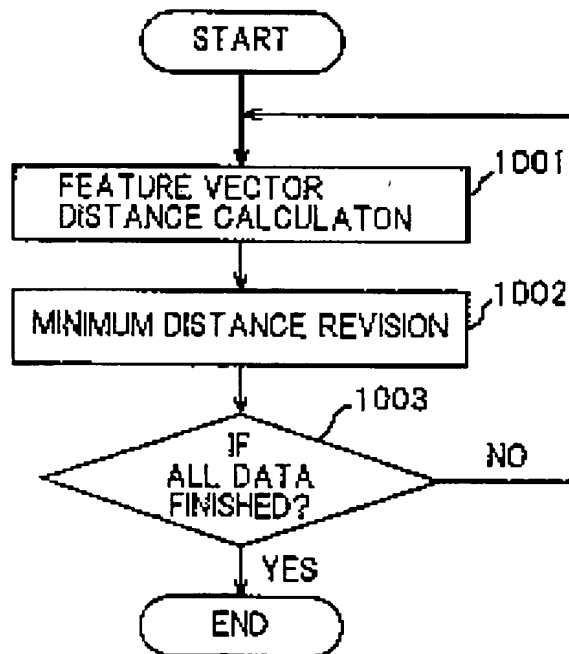 START
1001
FEATURE VECTOR
DISTANCE CALCULATON
1002
MINIMUM DISTANCE REVISION
1003
IF
ALL DATA
FINISHED?
NO
YES
END